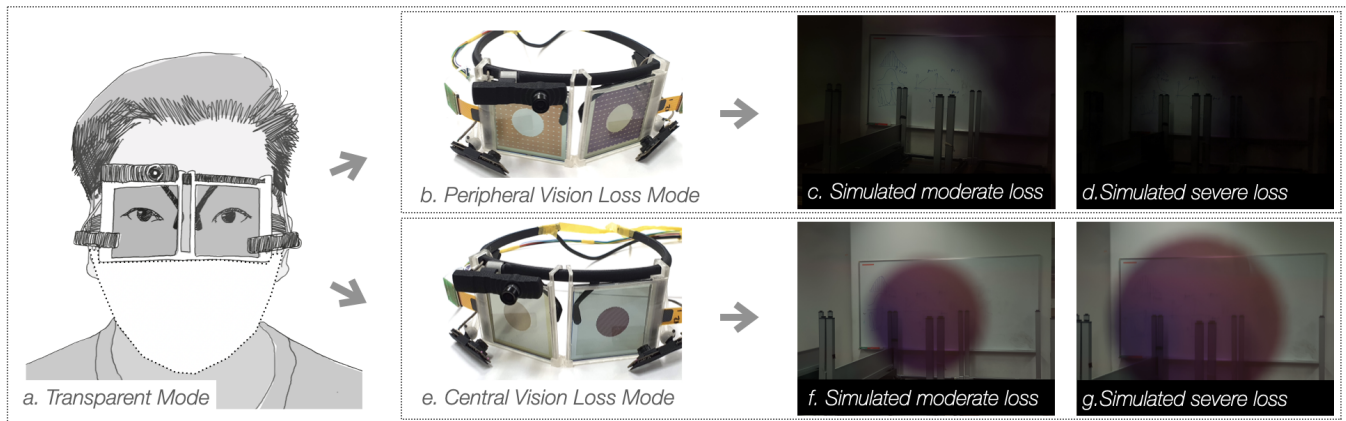 a. Transparent Mode
b. Peripheral Vision Loss Mode
c. Simulated moderate loss
d. Simulated severe loss
e. Central Vision Loss Mode
f. Simulated moderate loss
g.Simulated severe loss